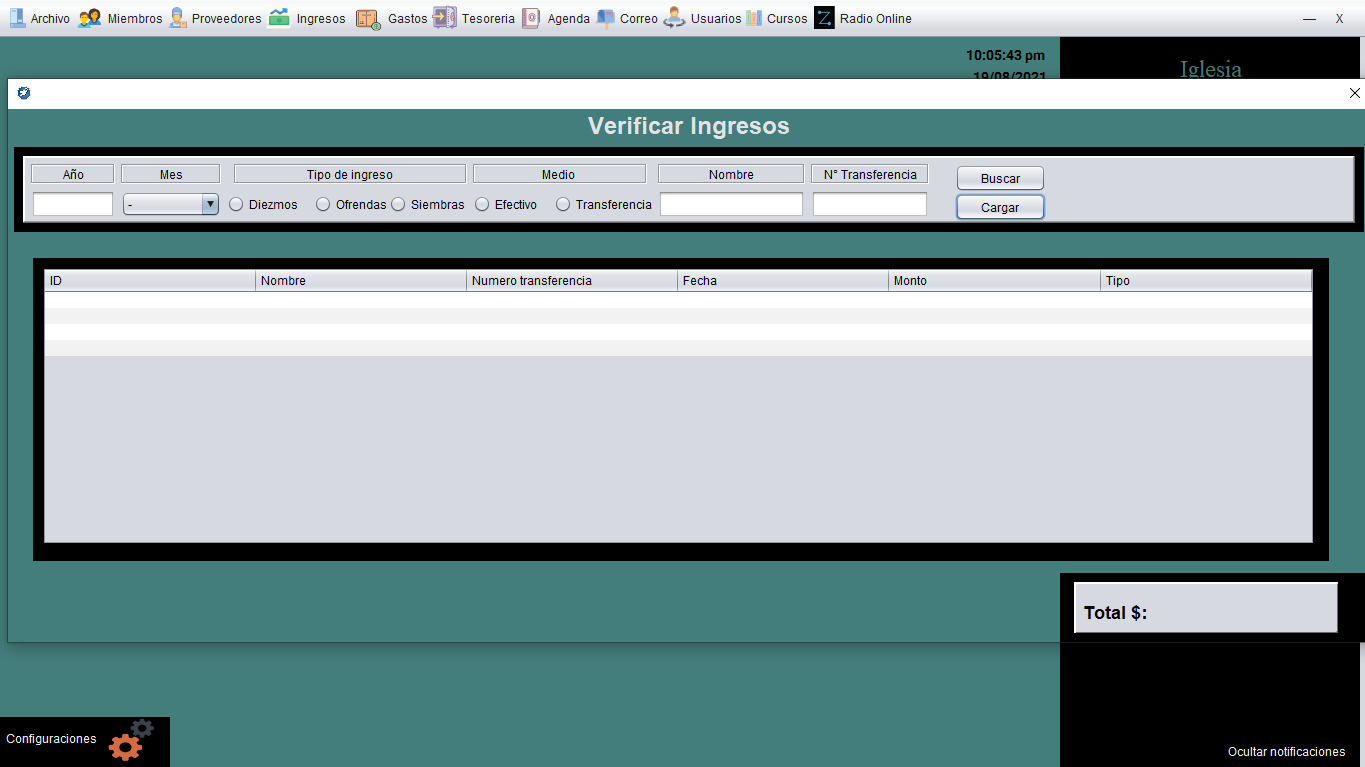 Archivo Miembros Proveedores Ingresos Gastos Tesoreria Agenda Correo Usuarios Cursos Radio Online — X
10:05:43 pm
19/08/2021
Iglesia
Verificar Ingresos
Año Mes Tipo de ingreso Medio Nombre N° Transferencia
Buscar
- Diezmos Ofrendas Siembras Efectivo Transferencia
Cargar
ID Nombre Numero transferencia Fecha Monto Tipo
Total $:
Configuraciones
Ocultar notificaciones